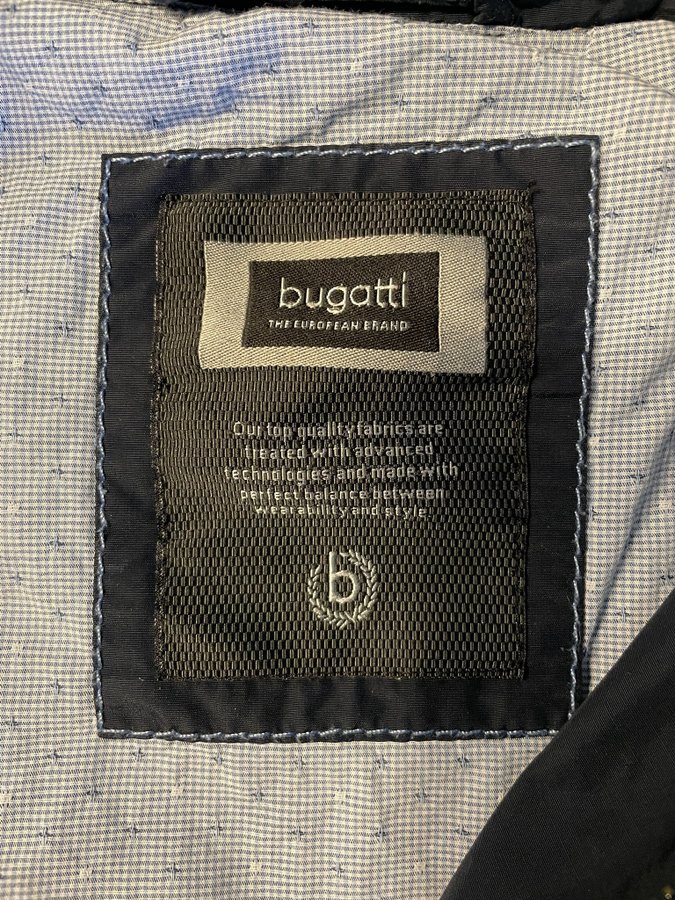 bugatti
THE EUROPEAN BRAND
Our top quality fabrics are
treated with advanced
technologies and made with
perfect balance between
wearability and style
b